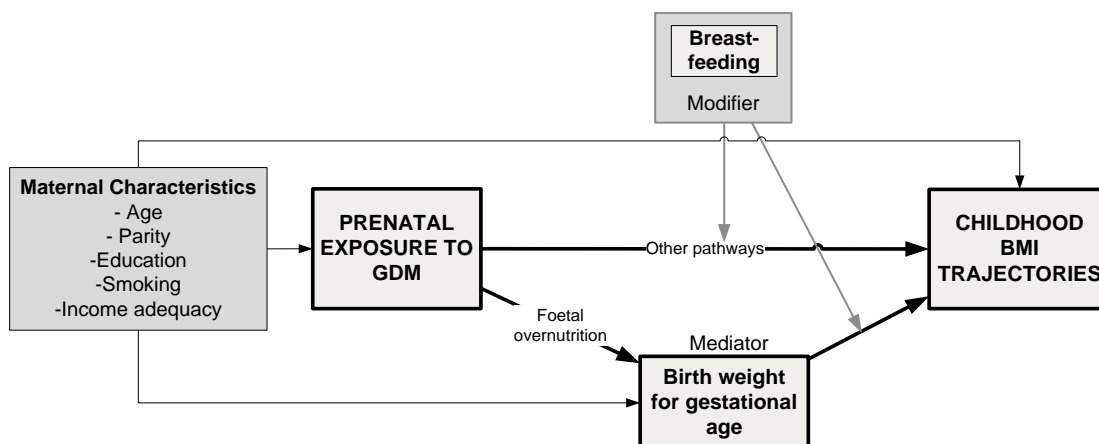 Breast-
feeding
Modifier
Maternal Characteristics
- Age
- Parity
-Education
-Smoking
-Income adequacy
PRENATAL
EXPOSURE TO
GDM
Other pathways
CHILDHOOD
BMI
TRAJECTORIES
Foetal
overnutrition
Mediator
Birth weight
for gestational
age